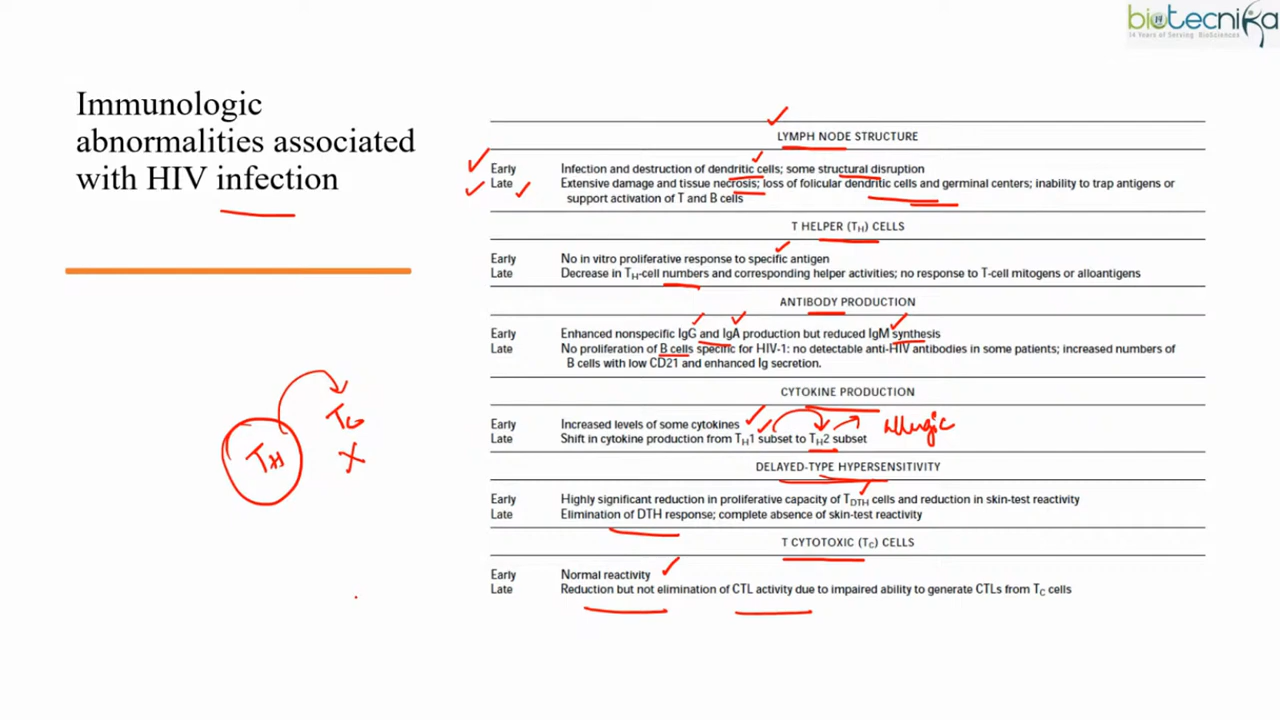 biotecnika
14 Years of Serving BioSciences
Immunologic
abnormalities associated
with HIV infection
LYMPH NODE STRUCTURE
Early Infection and destruction of dendritic cells; some structural disruption
Late Extensive damage and tissue necrosis; loss of folicular dendritic cells and germinal centers; inability to trap antigens or
support activation of T and B cells
T HELPER (TH) CELLS
Early No in vitro proliferative response to specific antigen
Late Decrease in TH-cell numbers and corresponding helper activities; no response to T-cell mitogens or alloantigens
ANTIBODY PRODUCTION
Early Enhanced nonspecific IgG and IgA production but reduced IgM synthesis
Late No proliferation of B cells specific for HIV-1: no detectable anti-HIV antibodies in some patients; increased numbers of
B cells with low CD21 and enhanced Ig secretion.
CYTOKINE PRODUCTION
Early Increased levels of some cytokines
Late Shift in cytokine production from TH1 subset to TH2 subset
Allergic
DELAYED-TYPE HYPERSENSITIVITY
Early Highly significant reduction in proliferative capacity of TDTH cells and reduction in skin-test reactivity
Late Elimination of DTH response; complete absence of skin-test reactivity
T CYTOTOXIC (TC) CELLS
Early Normal reactivity
Late Reduction but not elimination of CTL activity due to impaired ability to generate CTLs from TC cells
TH
TC
X